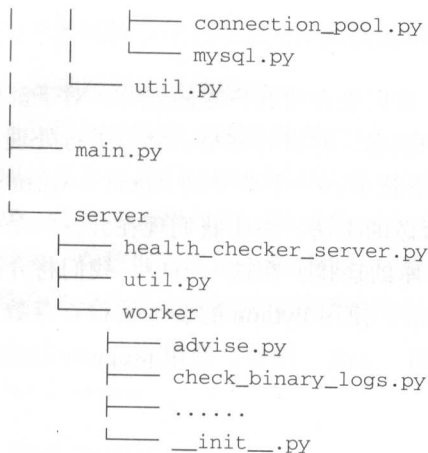 │       │       ├── connection_pool.py
│       │       └── mysql.py
│       └── util.py
├── main.py
└── server
├── health_checker_server.py
├── util.py
└── worker
├── advise.py
├── check_binary_logs.py
├── ......
└── __init__.py